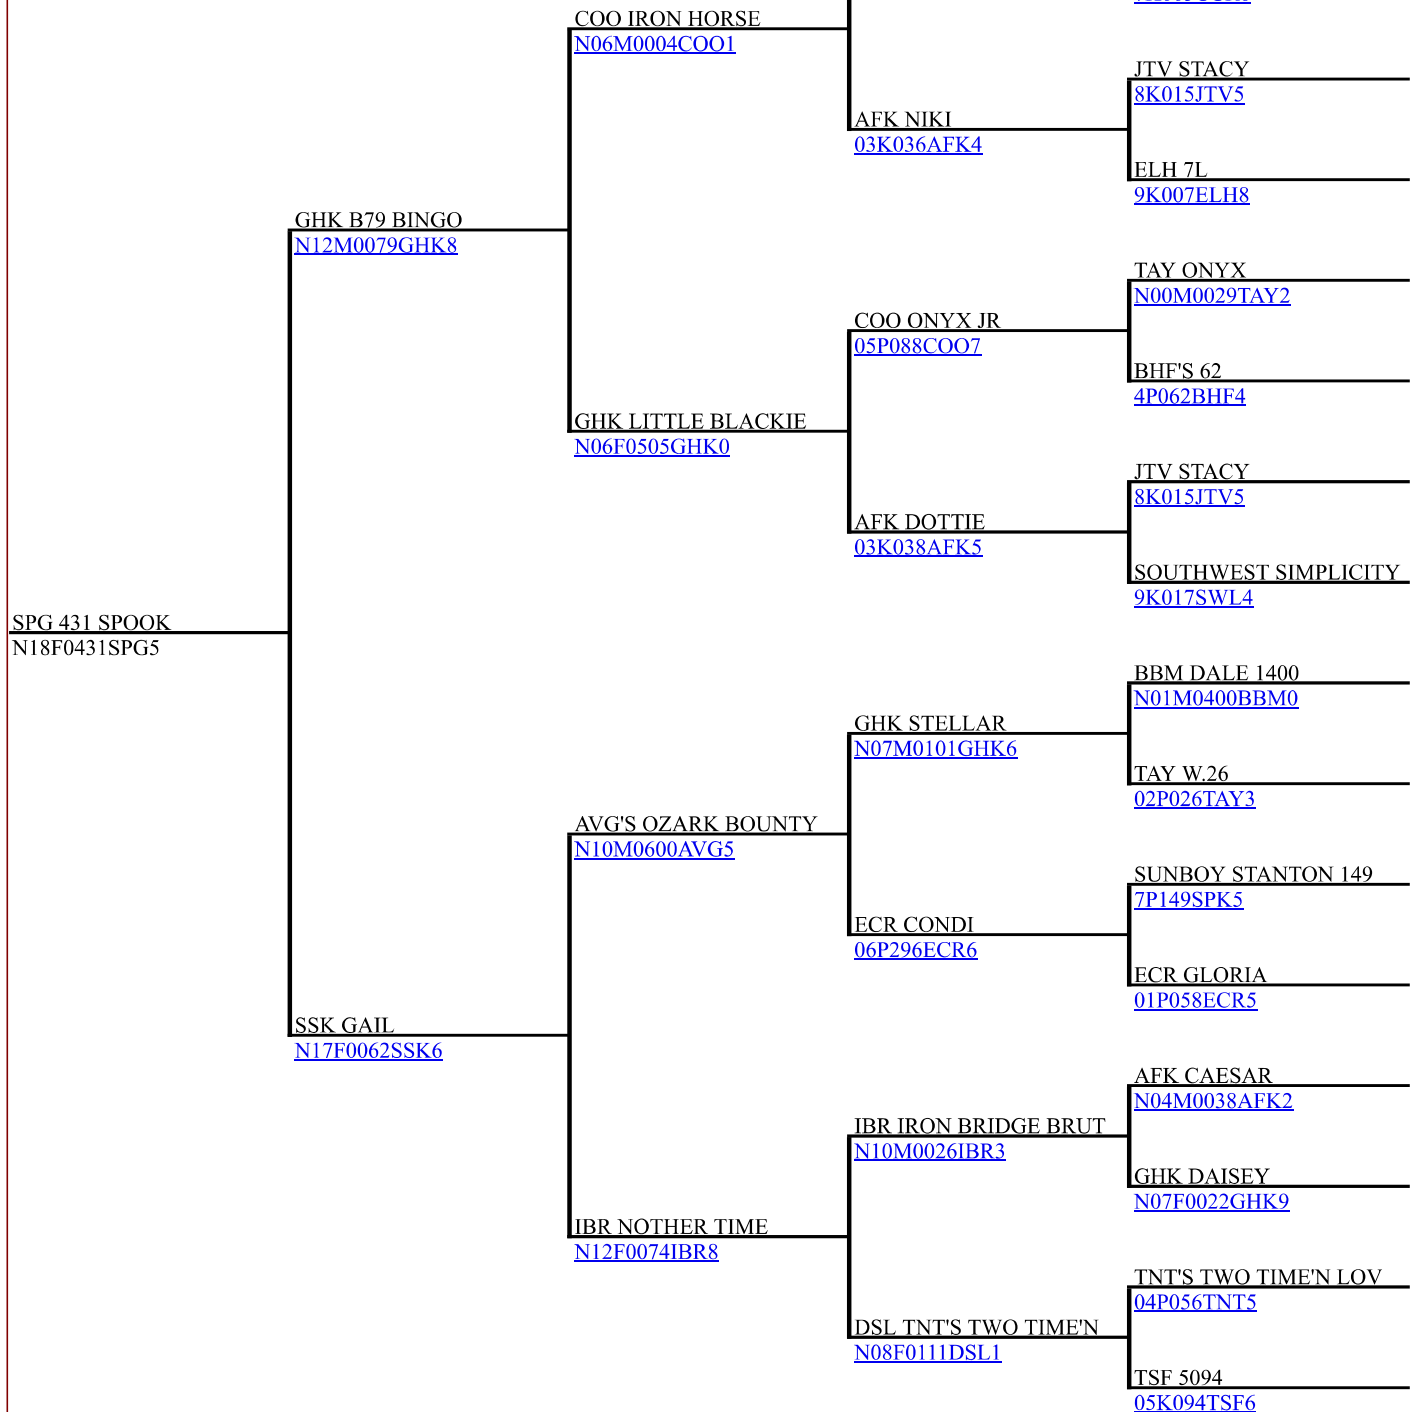 COO IRON HORSE
N06M0004COO1
JTV STACY
8K015JTV5
AFK NIKI
03K036AFK4
ELH 7L
9K007ELH8
GHK B79 BINGO
N12M0079GHK8
TAY ONYX
N00M0029TAY2
COO ONYX JR
05P088COO7
BHF'S 62
4P062BHF4
GHK LITTLE BLACKIE
N06F0505GHK0
JTV STACY
8K015JTV5
AFK DOTTIE
03K038AFK5
SOUTHWEST SIMPLICITY
9K017SWL4
SPG 431 SPOOK
N18F0431SPG5
BBM DALE 1400
N01M0400BBM0
GHK STELLAR
N07M0101GHK6
TAY W.26
02P026TAY3
AVG'S OZARK BOUNTY
N10M0600AVG5
SUNBOY STANTON 149
7P149SPK5
ECR CONDI
06P296ECR6
ECR GLORIA
01P058ECR5
SSK GAIL
N17F0062SSK6
AFK CAESAR
N04M0038AFK2
IBR IRON BRIDGE BRUT
N10M0026IBR3
GHK DAISEY
N07F0022GHK9
IBR NOTHER TIME
N12F0074IBR8
TNT'S TWO TIME'N LOV
04P056TNT5
DSL TNT'S TWO TIME'N
N08F0111DSL1
TSF 5094
05K094TSF6